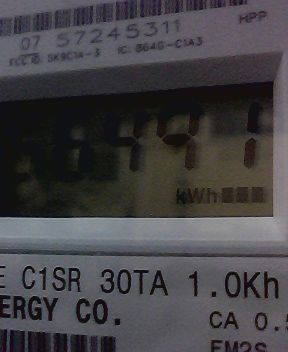 HPP
07 57245311
FCC ID: SK9C1A-3 IC: 864G-C1A3
kWh
E C1SR 30TA 1.0Kh
ERGY CO.
CA 0.5
EM2S